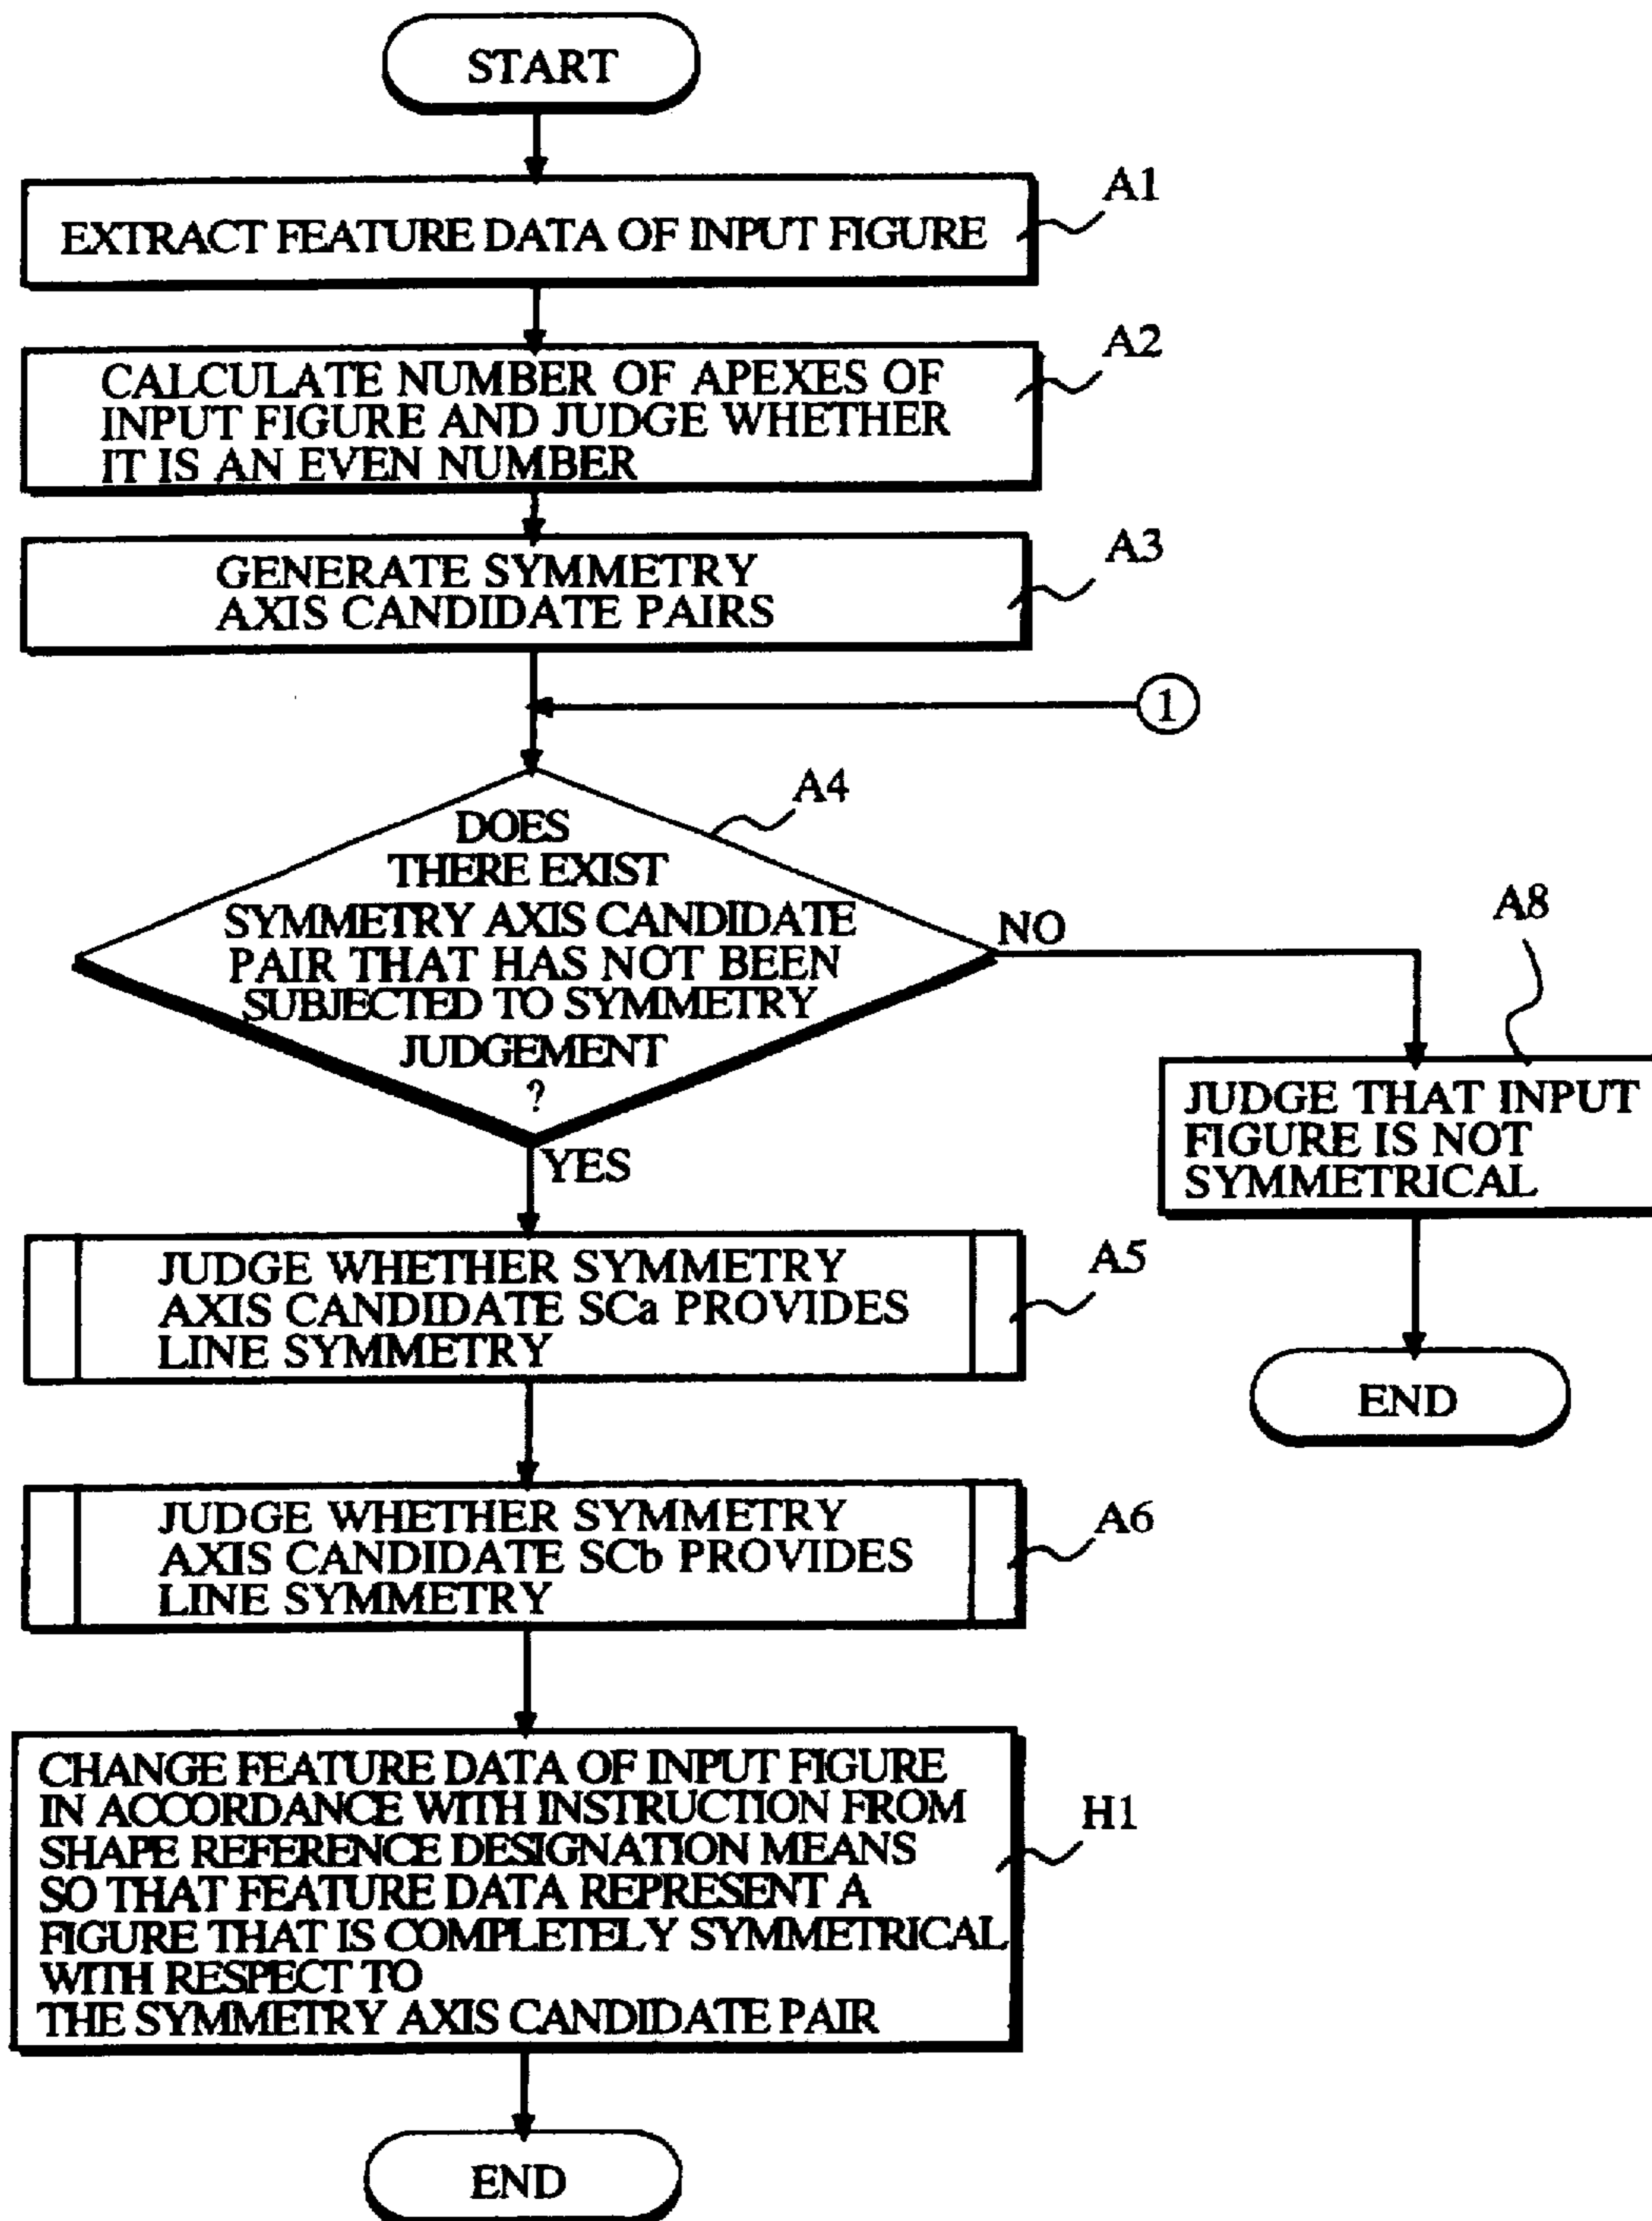 START
EXTRACT FEATURE DATA OF INPUT FIGURE
A1
CALCULATE NUMBER OF APEXES OF
INPUT FIGURE AND JUDGE WHETHER
IT IS AN EVEN NUMBER
A2
GENERATE SYMMETRY
AXIS CANDIDATE PAIRS
A3
1
DOES
THERE EXIST
SYMMETRY AXIS CANDIDATE
PAIR THAT HAS NOT BEEN
SUBJECTED TO SYMMETRY
JUDGEMENT
?
A4
NO
YES
A8
JUDGE THAT INPUT
FIGURE IS NOT
SYMMETRICAL
END
JUDGE WHETHER SYMMETRY
AXIS CANDIDATE SCa PROVIDES
LINE SYMMETRY
A5
JUDGE WHETHER SYMMETRY
AXIS CANDIDATE SCb PROVIDES
LINE SYMMETRY
A6
CHANGE FEATURE DATA OF INPUT FIGURE
IN ACCORDANCE WITH INSTRUCTION FROM
SHAPE REFERENCE DESIGNATION MEANS
SO THAT FEATURE DATA REPRESENT A
FIGURE THAT IS COMPLETELY SYMMETRICAL
WITH RESPECT TO
THE SYMMETRY AXIS CANDIDATE PAIR
H1
END